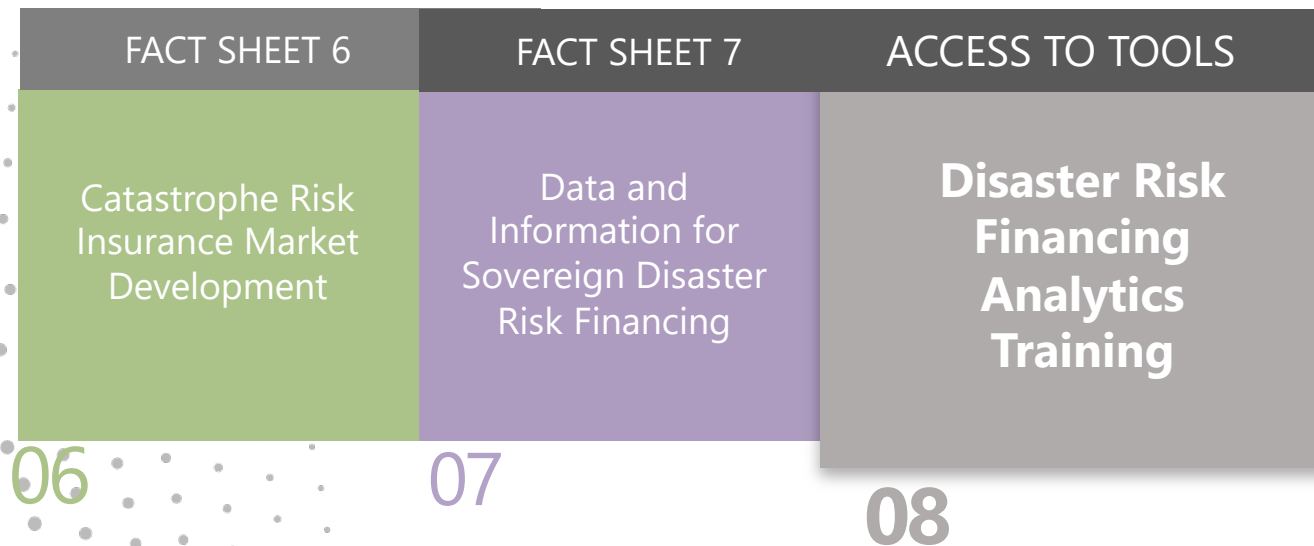 FACT SHEET 6
Catastrophe Risk
Insurance Market
Development
06
FACT SHEET 7
Data and
Information for
Sovereign Disaster
Risk Financing
07
ACCESS TO TOOLS
Disaster Risk
Financing
Analytics
Training
08